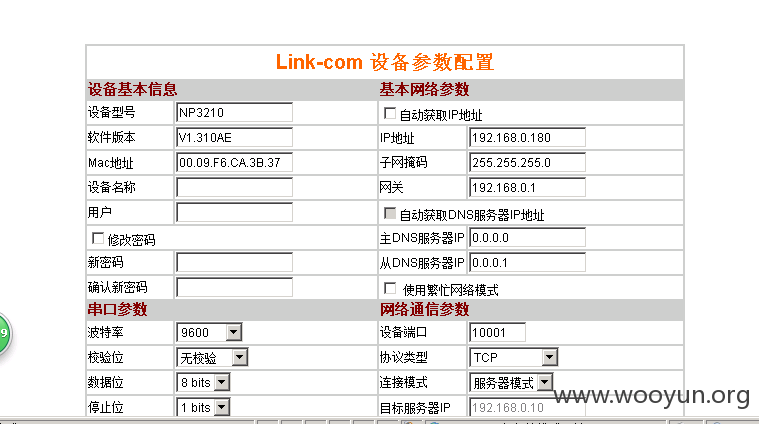 Link-com 设备参数配置
设备基本信息 基本网络参数
设备型号 NP3210 自动获取IP地址
软件版本 V1.310AE IP地址 192.168.0.180
Mac地址 00.09.F6.CA.3B.37 子网掩码 255.255.255.0
设备名称 网关 192.168.0.1
用户 自动获取DNS服务器IP地址
修改密码 主DNS服务器IP 0.0.0.0
新密码 从DNS服务器IP 0.0.0.1
确认新密码 使用繁忙网络模式
串口参数 网络通信参数
波特率 9600 设备端口 10001
校验位 无校验 协议类型 TCP
数据位 8 bits 连接模式 服务器模式
停止位 1 bits 目标服务器IP 192.168.0.10
www.wooyun.org
9